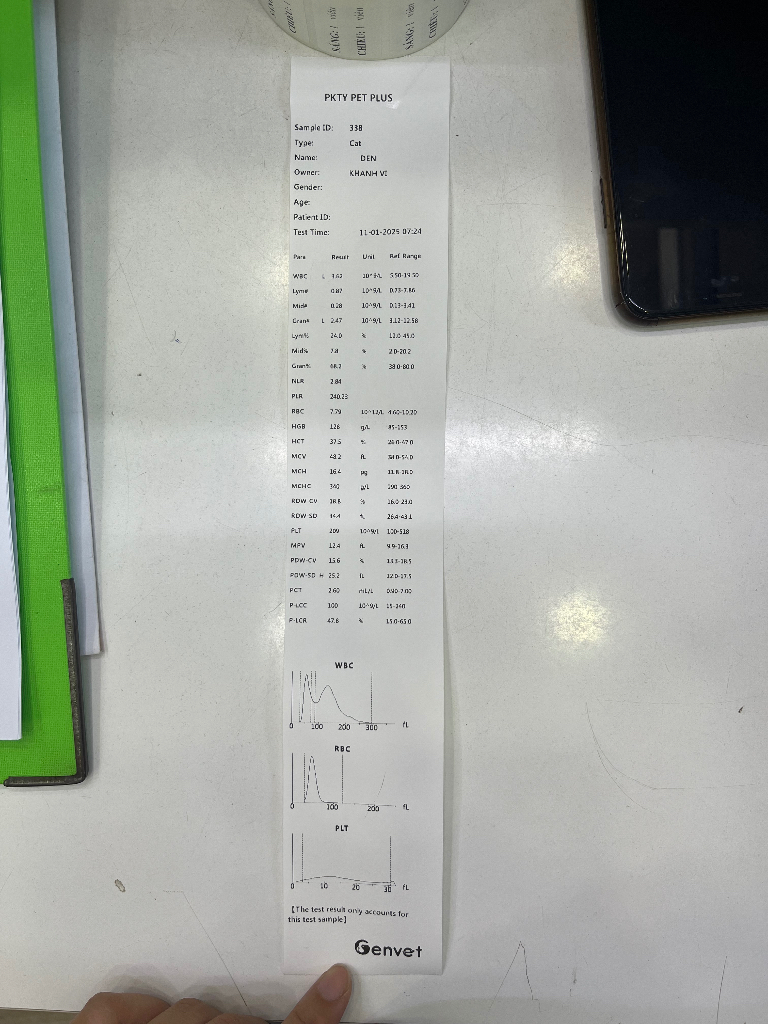 SÁNG: 1 viên
CHIỀU: 1 viên
SÁNG: 1 viên
CHIỀU: 1
PKTY PET PLUS
Sample ID: 338
Type: Cat
Name: DEN
Owner: KHANH VI
Gender:
Age:
Patient ID:
Test Time: 11-01-2025 07:24
Para Result Unit Ref Range
WBC L 3.62 10^9/L 5.50-19.50
Lym# 0.87 10^9/L 0.73-7.86
Mid# 0.28 10^9/L 0.13-3.41
Gran# L 2.47 10^9/L 3.12-12.58
Lym% 24.0 % 12.0-45.0
Mid% 7.8 % 2.0-20.2
Gran% 68.2 % 38.0-80.0
NLR 2.84
PLR 240.23
RBC 7.79 10^12/L 4.60-10.20
HGB 128 g/L 85-153
HCT 37.5 % 26.0-47.0
MCV 48.2 fL 38.0-54.0
MCH 16.4 pg 11.8-18.0
MCHC 340 g/L 290-360
RDW-CV 18.8 % 16.0-23.0
RDW-SD fL 26.4-43.1
PLT 209 10^9/L 100-518
MPV 12.4 fL 9.9-16.3
PDW-CV 15.6 % 13.3-18.5
PDW-SD H 25.2 fL 12.0-17.5
PCT 2.60 mL/L 0.90-7.00
P-LCC 100 10^9/L 15-240
P-LCR 47.8 % 15.0-65.0
WBC
0 100 200 300 fL
RBC
0 100 200 fL
PLT
0 10 20 30 fL
【The test result only accounts for
this test sample】
Genvet